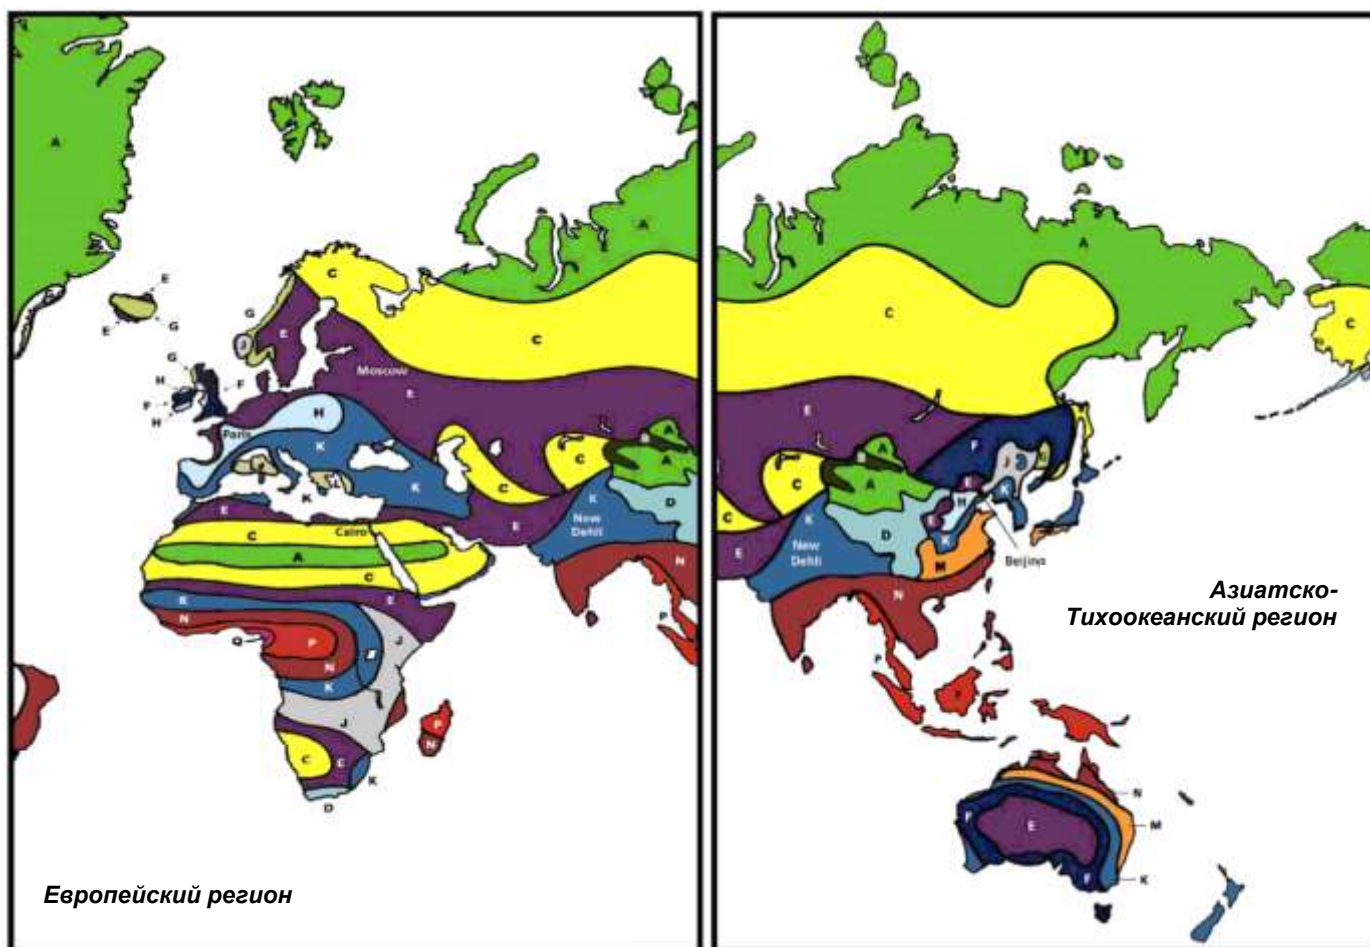 A
A
E
C
G
E
G
E
J
C
G
Moscow
H
F
E
F
H
H
Paris
A
K
A
C
K
C
K
D
K
New
Dehli
E
E
Cairo
C
A
C
E
K
N
N
P
Q
P
J
N
K
J
P
N
C
C
K
D
Европейский регион
A
C
C
E
F
J
C
A
E
H
K
K
E
D
K
New
Dehli
E
C
M
Beijing
N
Азиатско-
Тихоокеанский регион
P
P
N
F
E
M
F
K